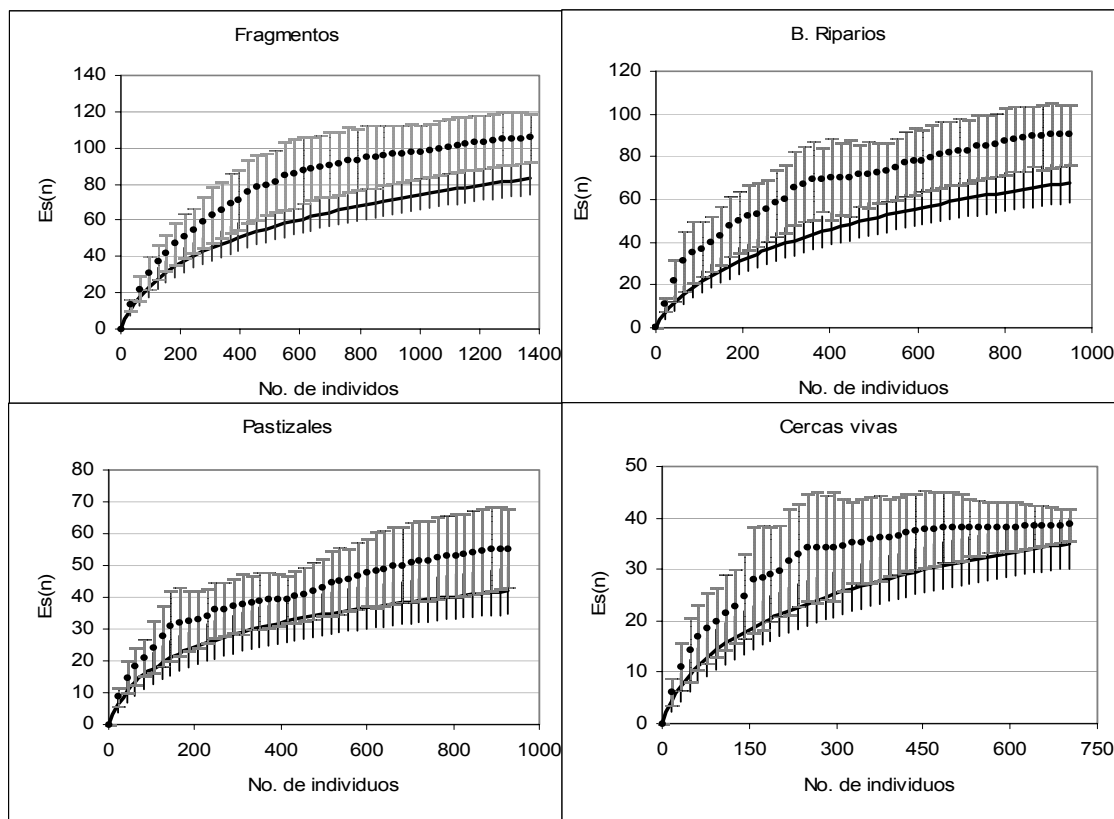 Fragmentos
Es(n)
140
120
100
80
60
40
20
0
0 200 400 600 800 1000 1200 1400
No. de individos
B. Riparios
Es(n)
120
100
80
60
40
20
0
0 200 400 600 800 1000
No. de individuos
Pastizales
Es(n)
80
70
60
50
40
30
20
10
0
0 200 400 600 800 1000
No. de individuos
Cercas vivas
Es(n)
50
40
30
20
10
0
0 150 300 450 600 750
No. de individuos